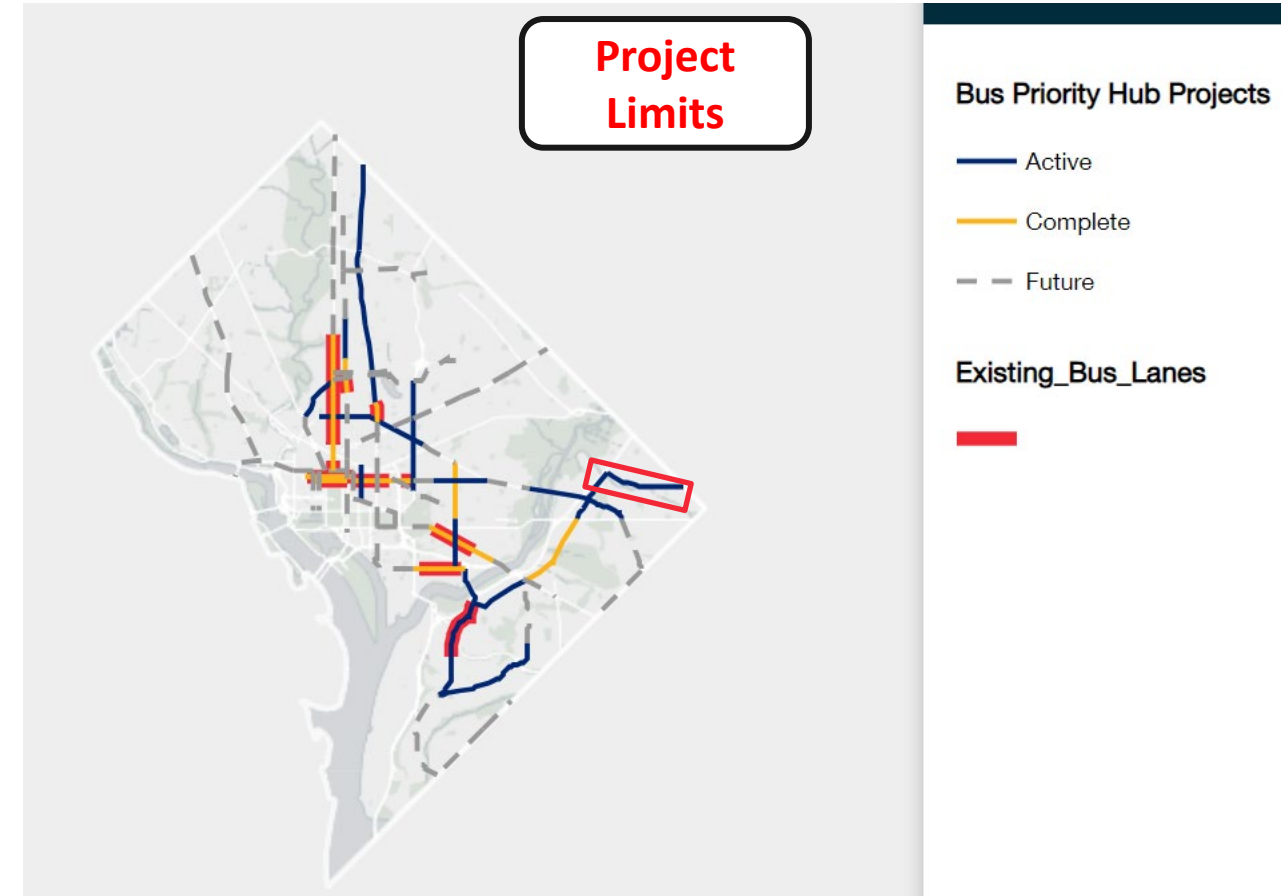 Project
Limits
Bus Priority Hub Projects
Active
Complete
Future
Existing_Bus_Lanes